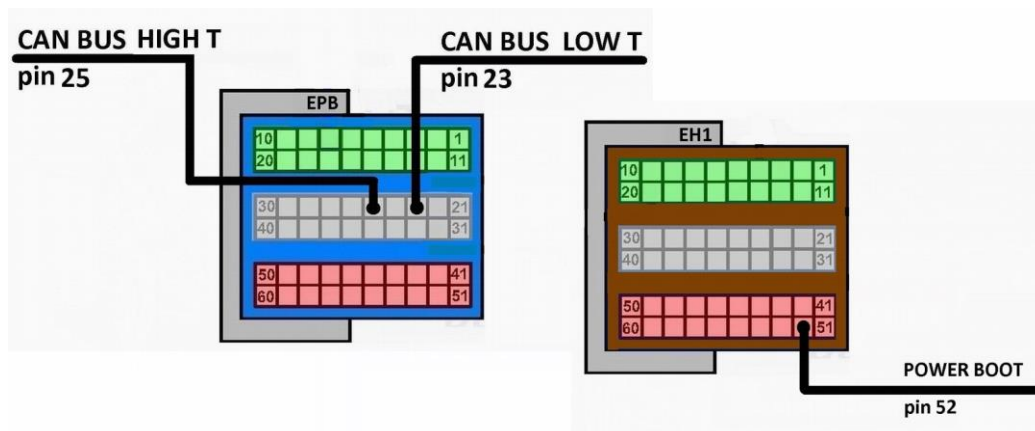 CAN BUS HIGH T
pin 25
CAN BUS LOW T
pin 23
EPB
10 1
20 11
30 21
40 31
50 41
60 51
EH1
10 1
20 11
30 21
40 31
50 41
60 51
POWER BOOT
pin 52